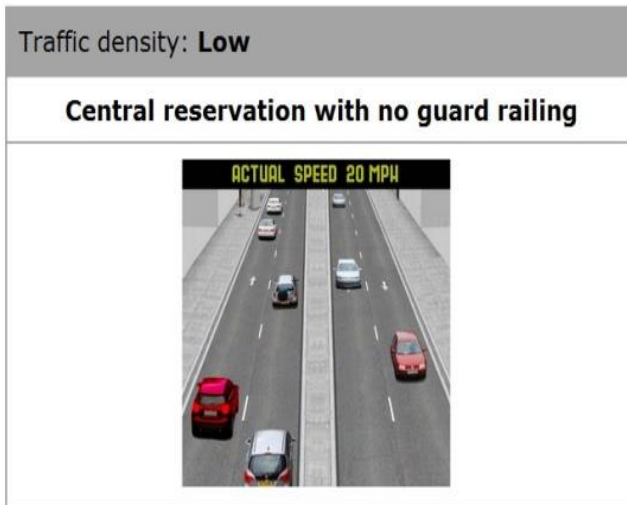 Traffic density: Low
Central reservation with no guard railing
ACTUAL SPEED 20 MPH